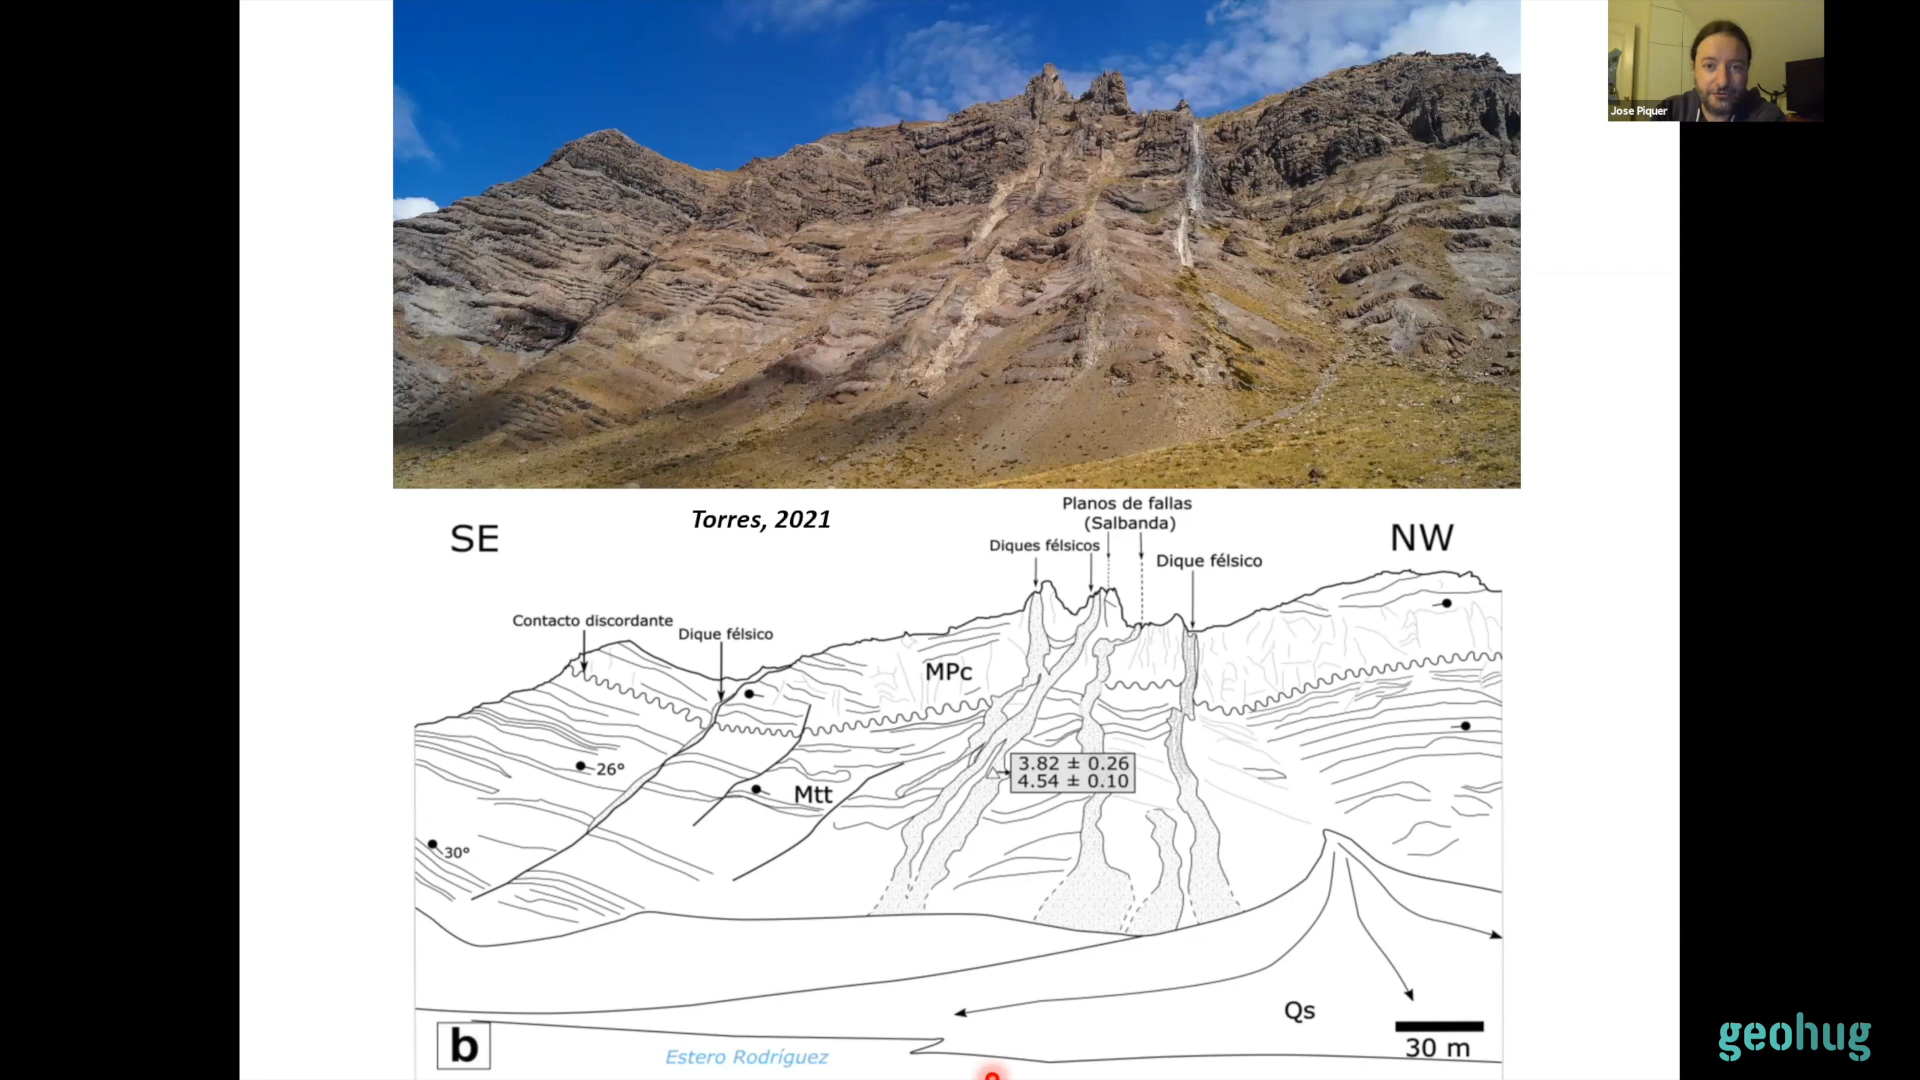 Jose Piquer
Torres, 2021
SE
NW
Planos de fallas
(Salbanda)
Diques félsicos
Dique félsico
Contacto discordante
Dique félsico
MPc
26°
Mtt
3.82 ± 0.26
4.54 ± 0.10
30°
Qs
30 m
b
Estero Rodríguez
geohug